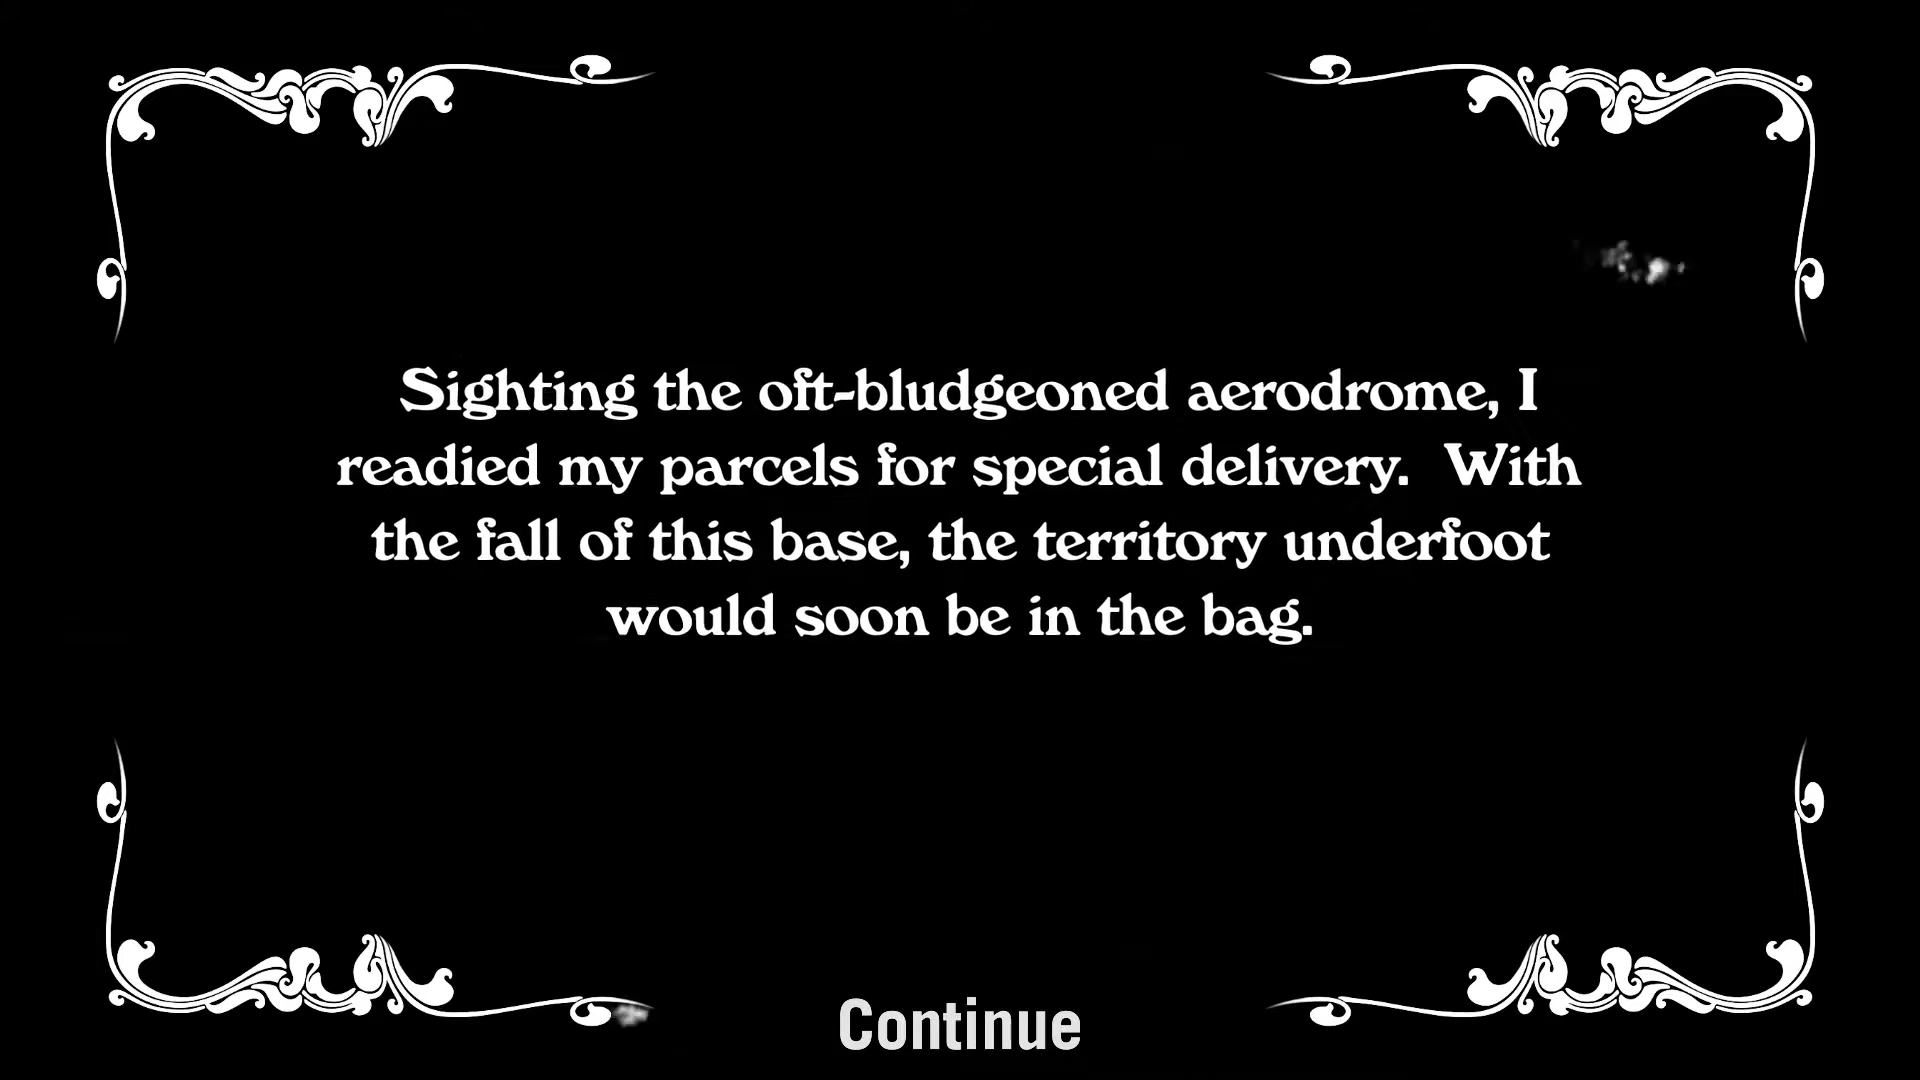 Sighting the oft-bludgeoned aerodrome, I
readied my parcels for special delivery.  With
the fall of this base, the territory underfoot
would soon be in the bag.
Continue